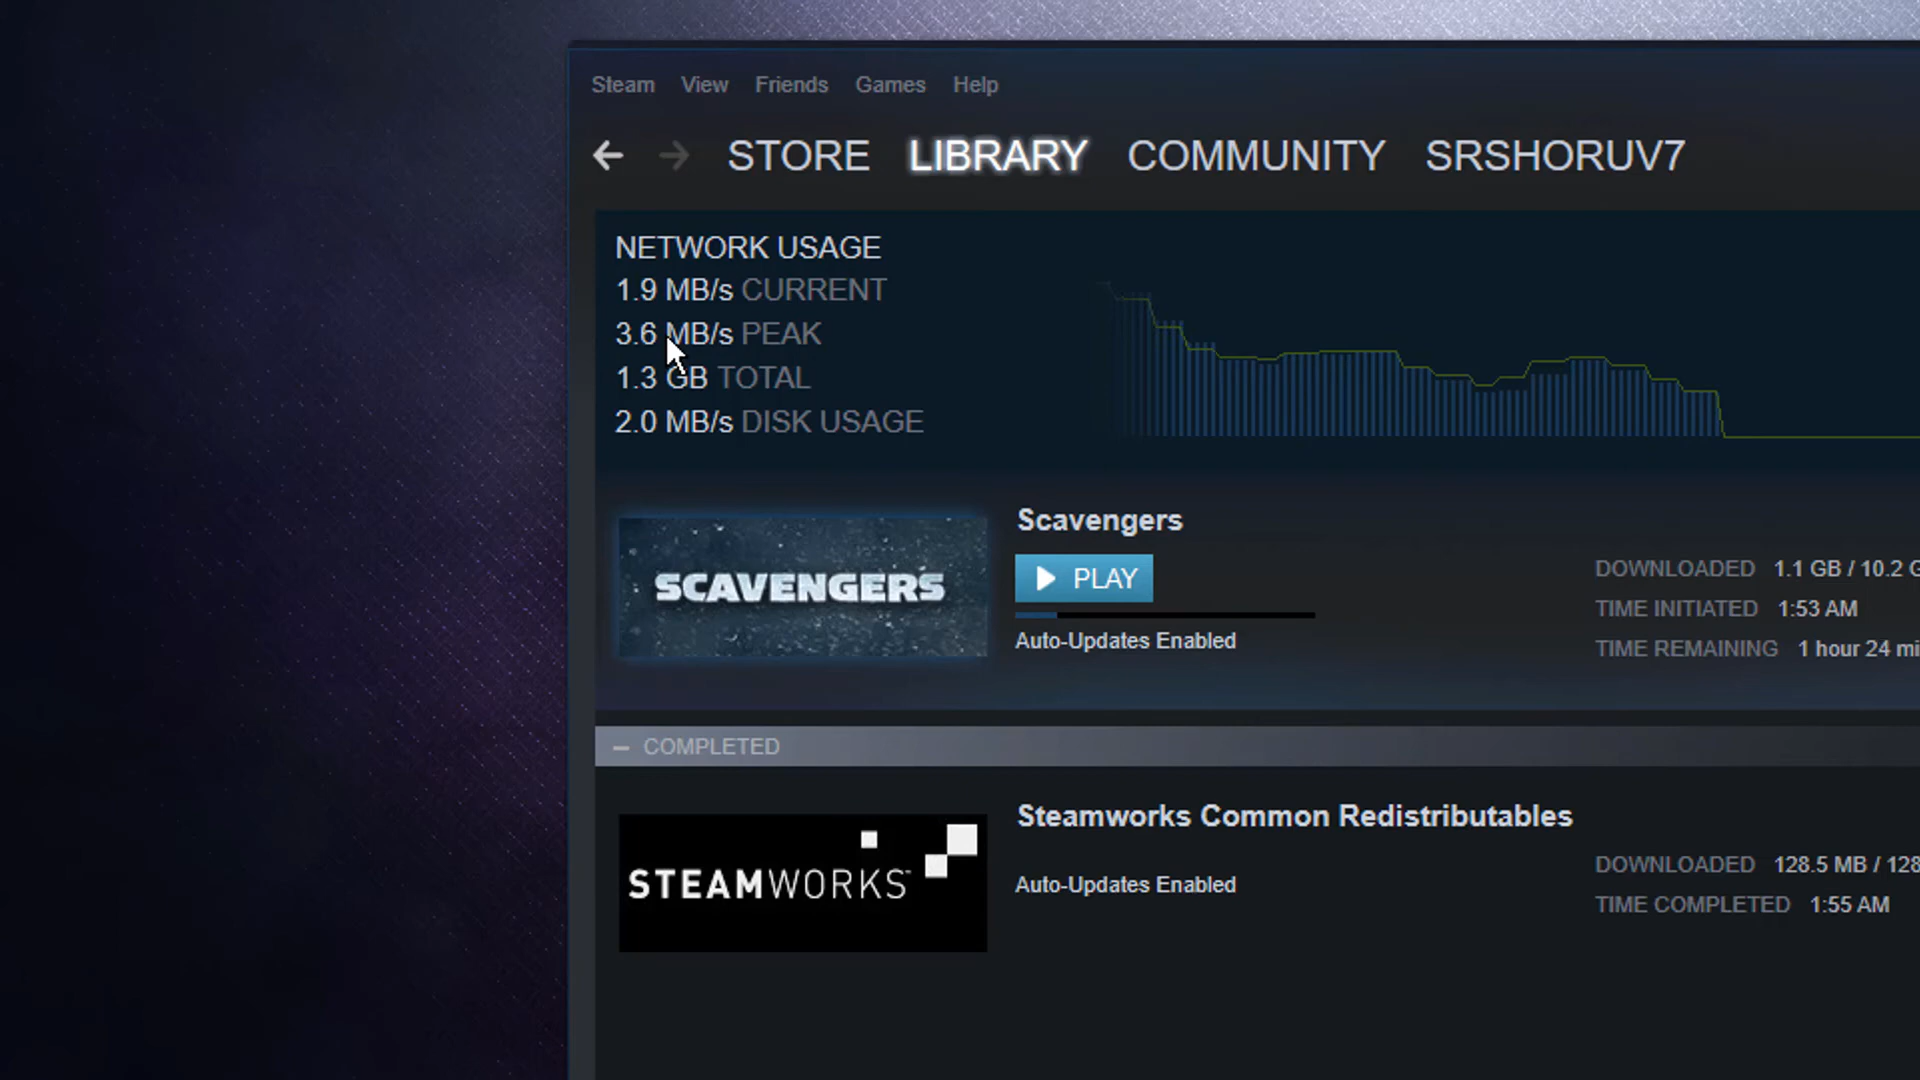 Steam View Friends Games Help
STORE LIBRARY COMMUNITY SRSHORUV7
NETWORK USAGE
1.9 MB/s CURRENT
3.6 MB/s PEAK
1.3 GB TOTAL
2.0 MB/s DISK USAGE
SCAVENGERS
Scavengers
PLAY
Auto-Updates Enabled
DOWNLOADED 1.1 GB / 10.2 G
TIME INITIATED 1:53 AM
TIME REMAINING 1 hour 24 mi
COMPLETED
STEAMWORKS
Steamworks Common Redistributables
Auto-Updates Enabled
DOWNLOADED 128.5 MB / 128
TIME COMPLETED 1:55 AM